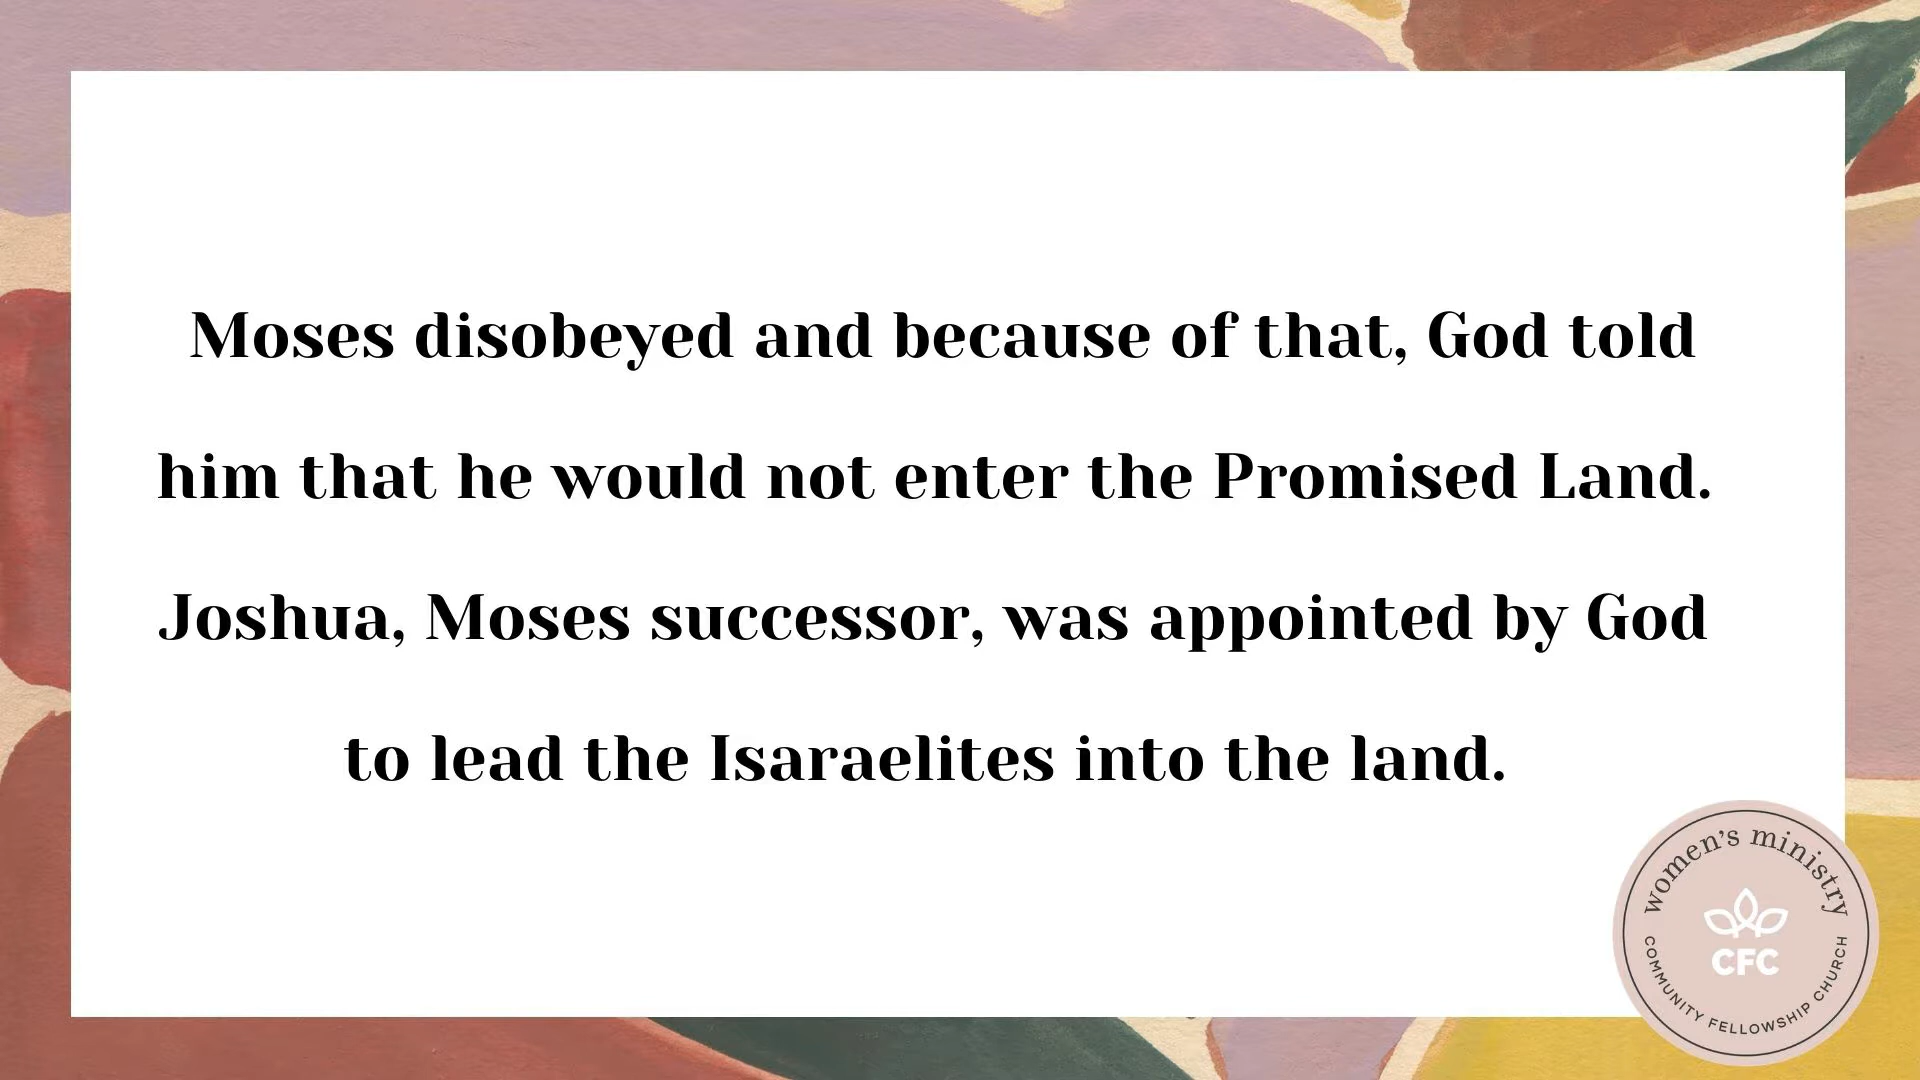 Moses disobeyed and because of that, God told
him that he would not enter the Promised Land.
Joshua, Moses successor, was appointed by God
to lead the Isaraelites into the land.
women's ministry
CFC
COMMUNITY FELLOWSHIP CHURCH